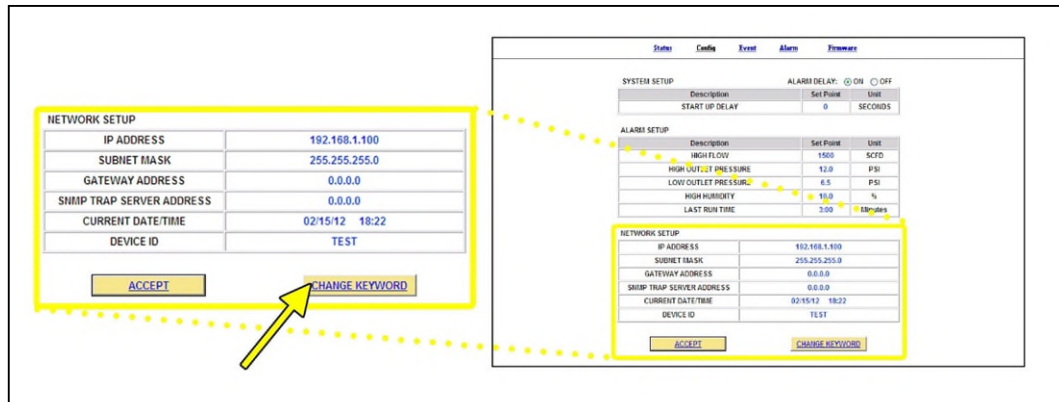 NETWORK SETUP
IP ADDRESS 192.168.1.100
SUBNET MASK 255.255.255.0
GATEWAY ADDRESS 0.0.0.0
SNMP TRAP SERVER ADDRESS 0.0.0.0
CURRENT DATE/TIME 02/15/12 18:22
DEVICE ID TEST
ACCEPT CHANGE KEYWORD
Status Config Event Alarm Firmware
SYSTEM SETUP ALARM DELAY: ON OFF
Description Set Point Unit
START UP DELAY 0 SECONDS
ALARM SETUP
Description Set Point Unit
HIGH FLOW 1500 SCFD
HIGH OUTLET PRESSURE 12.0 PSI
LOW OUTLET PRESSURE 6.5 PSI
HIGH HUMIDITY 10.0 %
LAST RUN TIME 3:00 Minutes
NETWORK SETUP
IP ADDRESS 192.168.1.100
SUBNET MASK 255.255.255.0
GATEWAY ADDRESS 0.0.0.0
SNMP TRAP SERVER ADDRESS 0.0.0.0
CURRENT DATE/TIME 02/15/12 18:22
DEVICE ID TEST
ACCEPT CHANGE KEYWORD